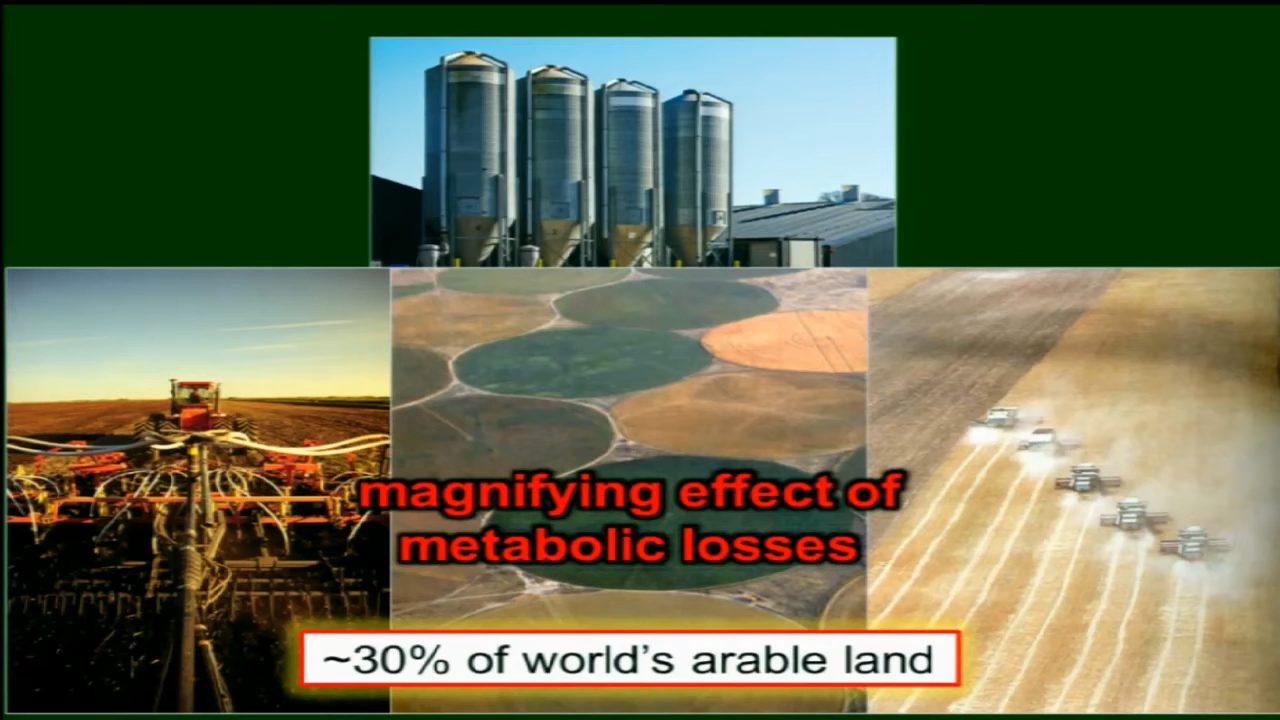 magnifying effect of
metabolic losses
~30% of world's arable land